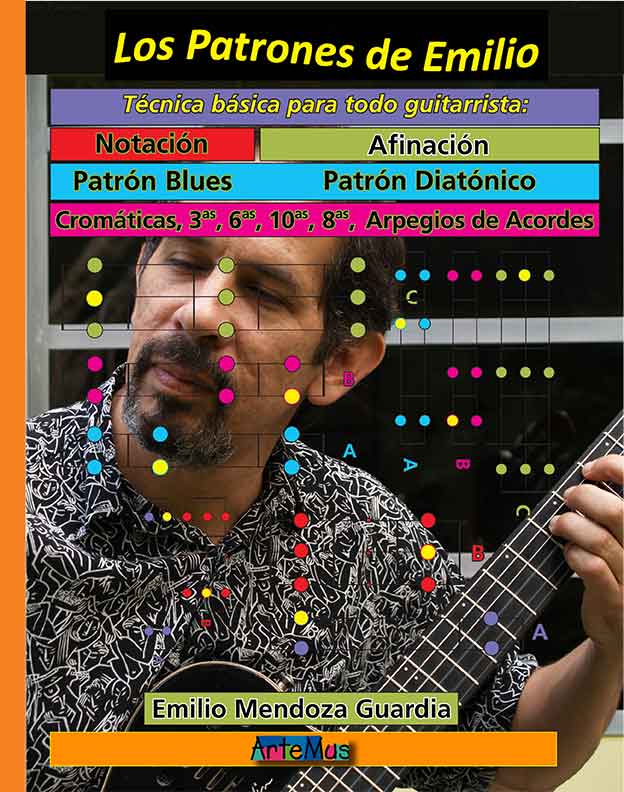 Los Patrones de Emilio
Técnica básica para todo guitarrista:
Notación
Afinación
Patrón Blues Patrón Diatónico
Cromáticas, 3as, 6as, 10as, 8as, Arpegios de Acordes
C
B
A
A
B
C
B
A
B
Emilio Mendoza Guardia
ArteMus